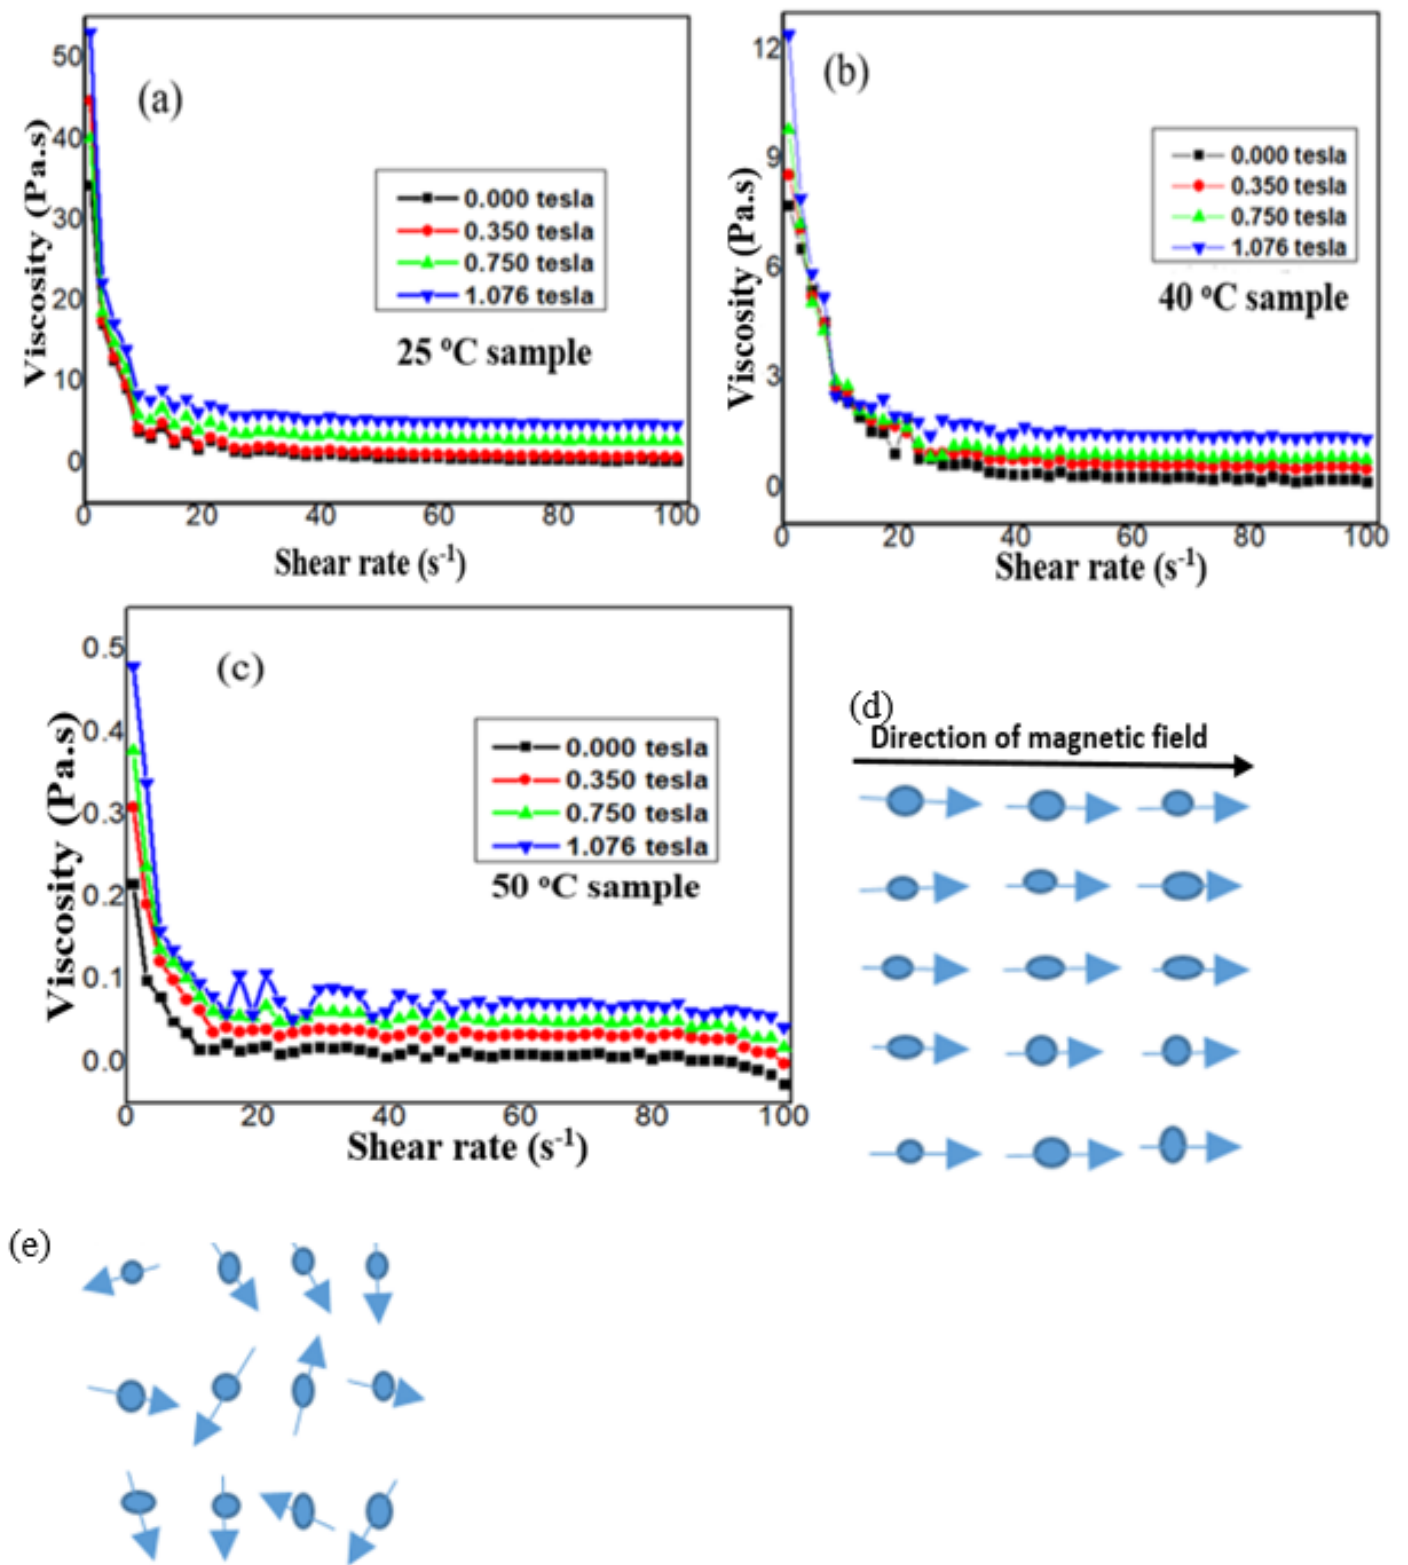 (a)
Viscosity (Pa.s)
50
40
30
20
10
0
0.000 tesla
0.350 tesla
0.750 tesla
1.076 tesla
25 ºC sample
0 20 40 60 80 100
Shear rate (s⁻¹)
(b)
Viscosity (Pa.s)
12
9
6
3
0
0.000 tesla
0.350 tesla
0.750 tesla
1.076 tesla
40 ºC sample
0 20 40 60 80 100
Shear rate (s⁻¹)
(c)
Viscosity (Pa.s)
0.5
0.4
0.3
0.2
0.1
0.0
0.000 tesla
0.350 tesla
0.750 tesla
1.076 tesla
50 ºC sample
0 20 40 60 80 100
Shear rate (s⁻¹)
(d)
Direction of magnetic field
(e)